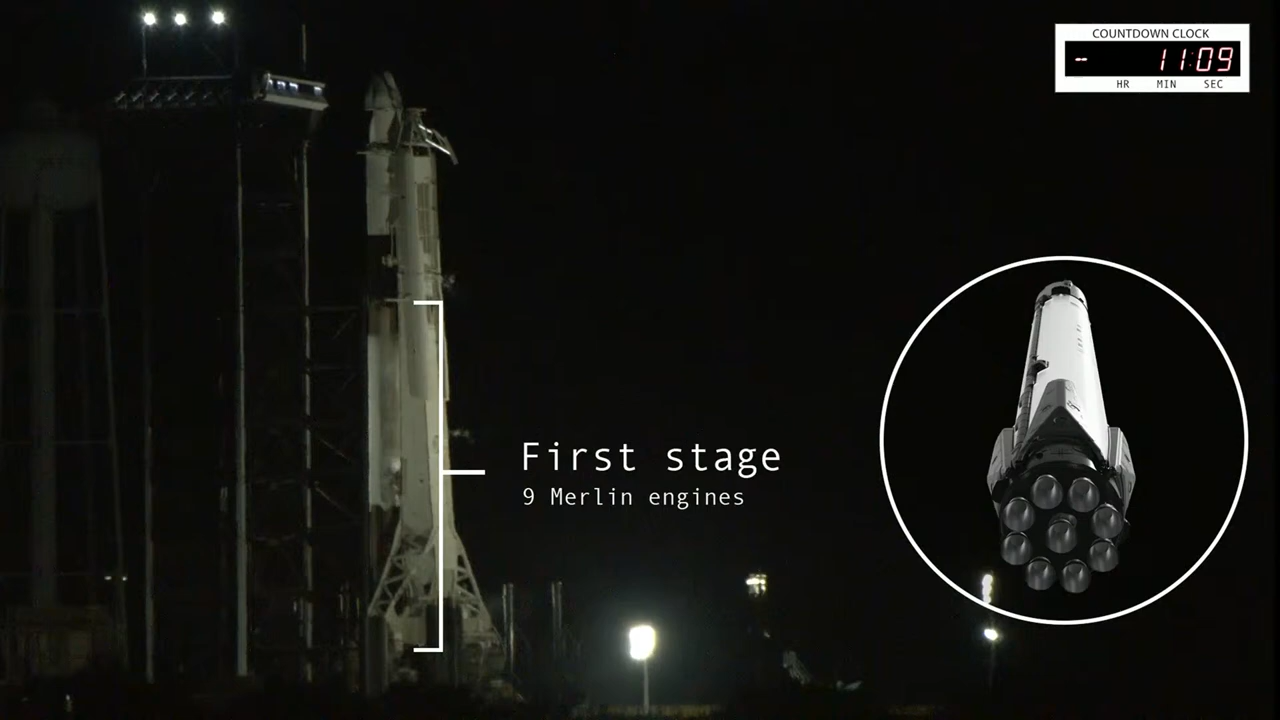 COUNTDOWN CLOCK
- 11:09
HR MIN SEC
First stage
9 Merlin engines